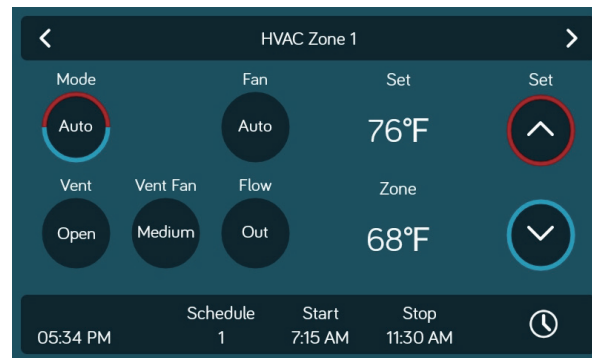 HVAC Zone 1
Mode Fan Set Set
Auto Auto 76°F
Vent Vent Fan Flow Zone
Open Medium Out 68°F
Schedule Start Stop
05:34 PM 1 7:15 AM 11:30 AM